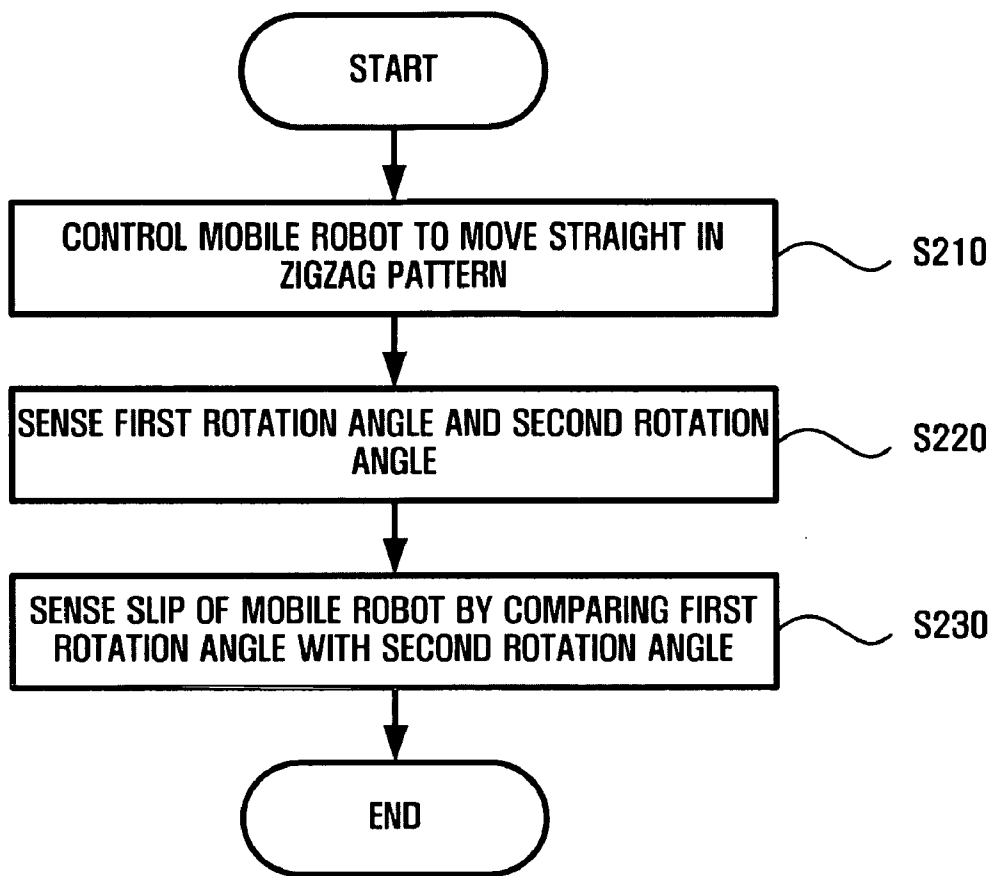 START
CONTROL MOBILE ROBOT TO MOVE STRAIGHT IN
ZIGZAG PATTERN
S210
SENSE FIRST ROTATION ANGLE AND SECOND ROTATION
ANGLE
S220
SENSE SLIP OF MOBILE ROBOT BY COMPARING FIRST
ROTATION ANGLE WITH SECOND ROTATION ANGLE
S230
END